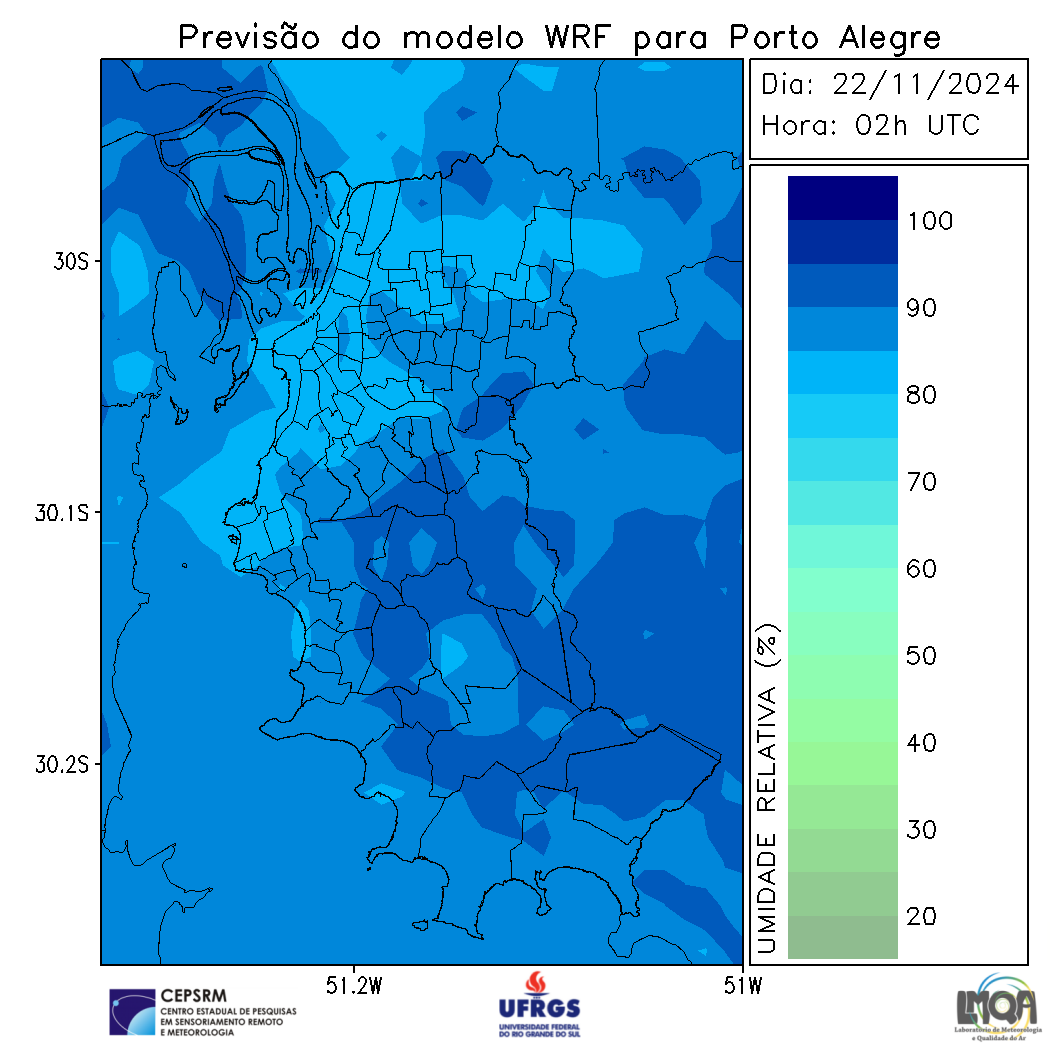 Previsão do modelo WRF para Porto Alegre
Dia: 22/11/2024
Hora: 02h UTC
30S
30.1S
30.2S
51.2W
51W
100
90
80
70
60
50
40
30
20
UMIDADE RELATIVA (%)
CEPSRM
CENTRO ESTADUAL DE PESQUISAS
EM SENSORIAMENTO REMOTO
E METEOROLOGIA
UFRGS
UNIVERSIDADE FEDERAL
DO RIO GRANDE DO SUL
LMQA
Laboratório de Meteorologia
e Qualidade do Ar